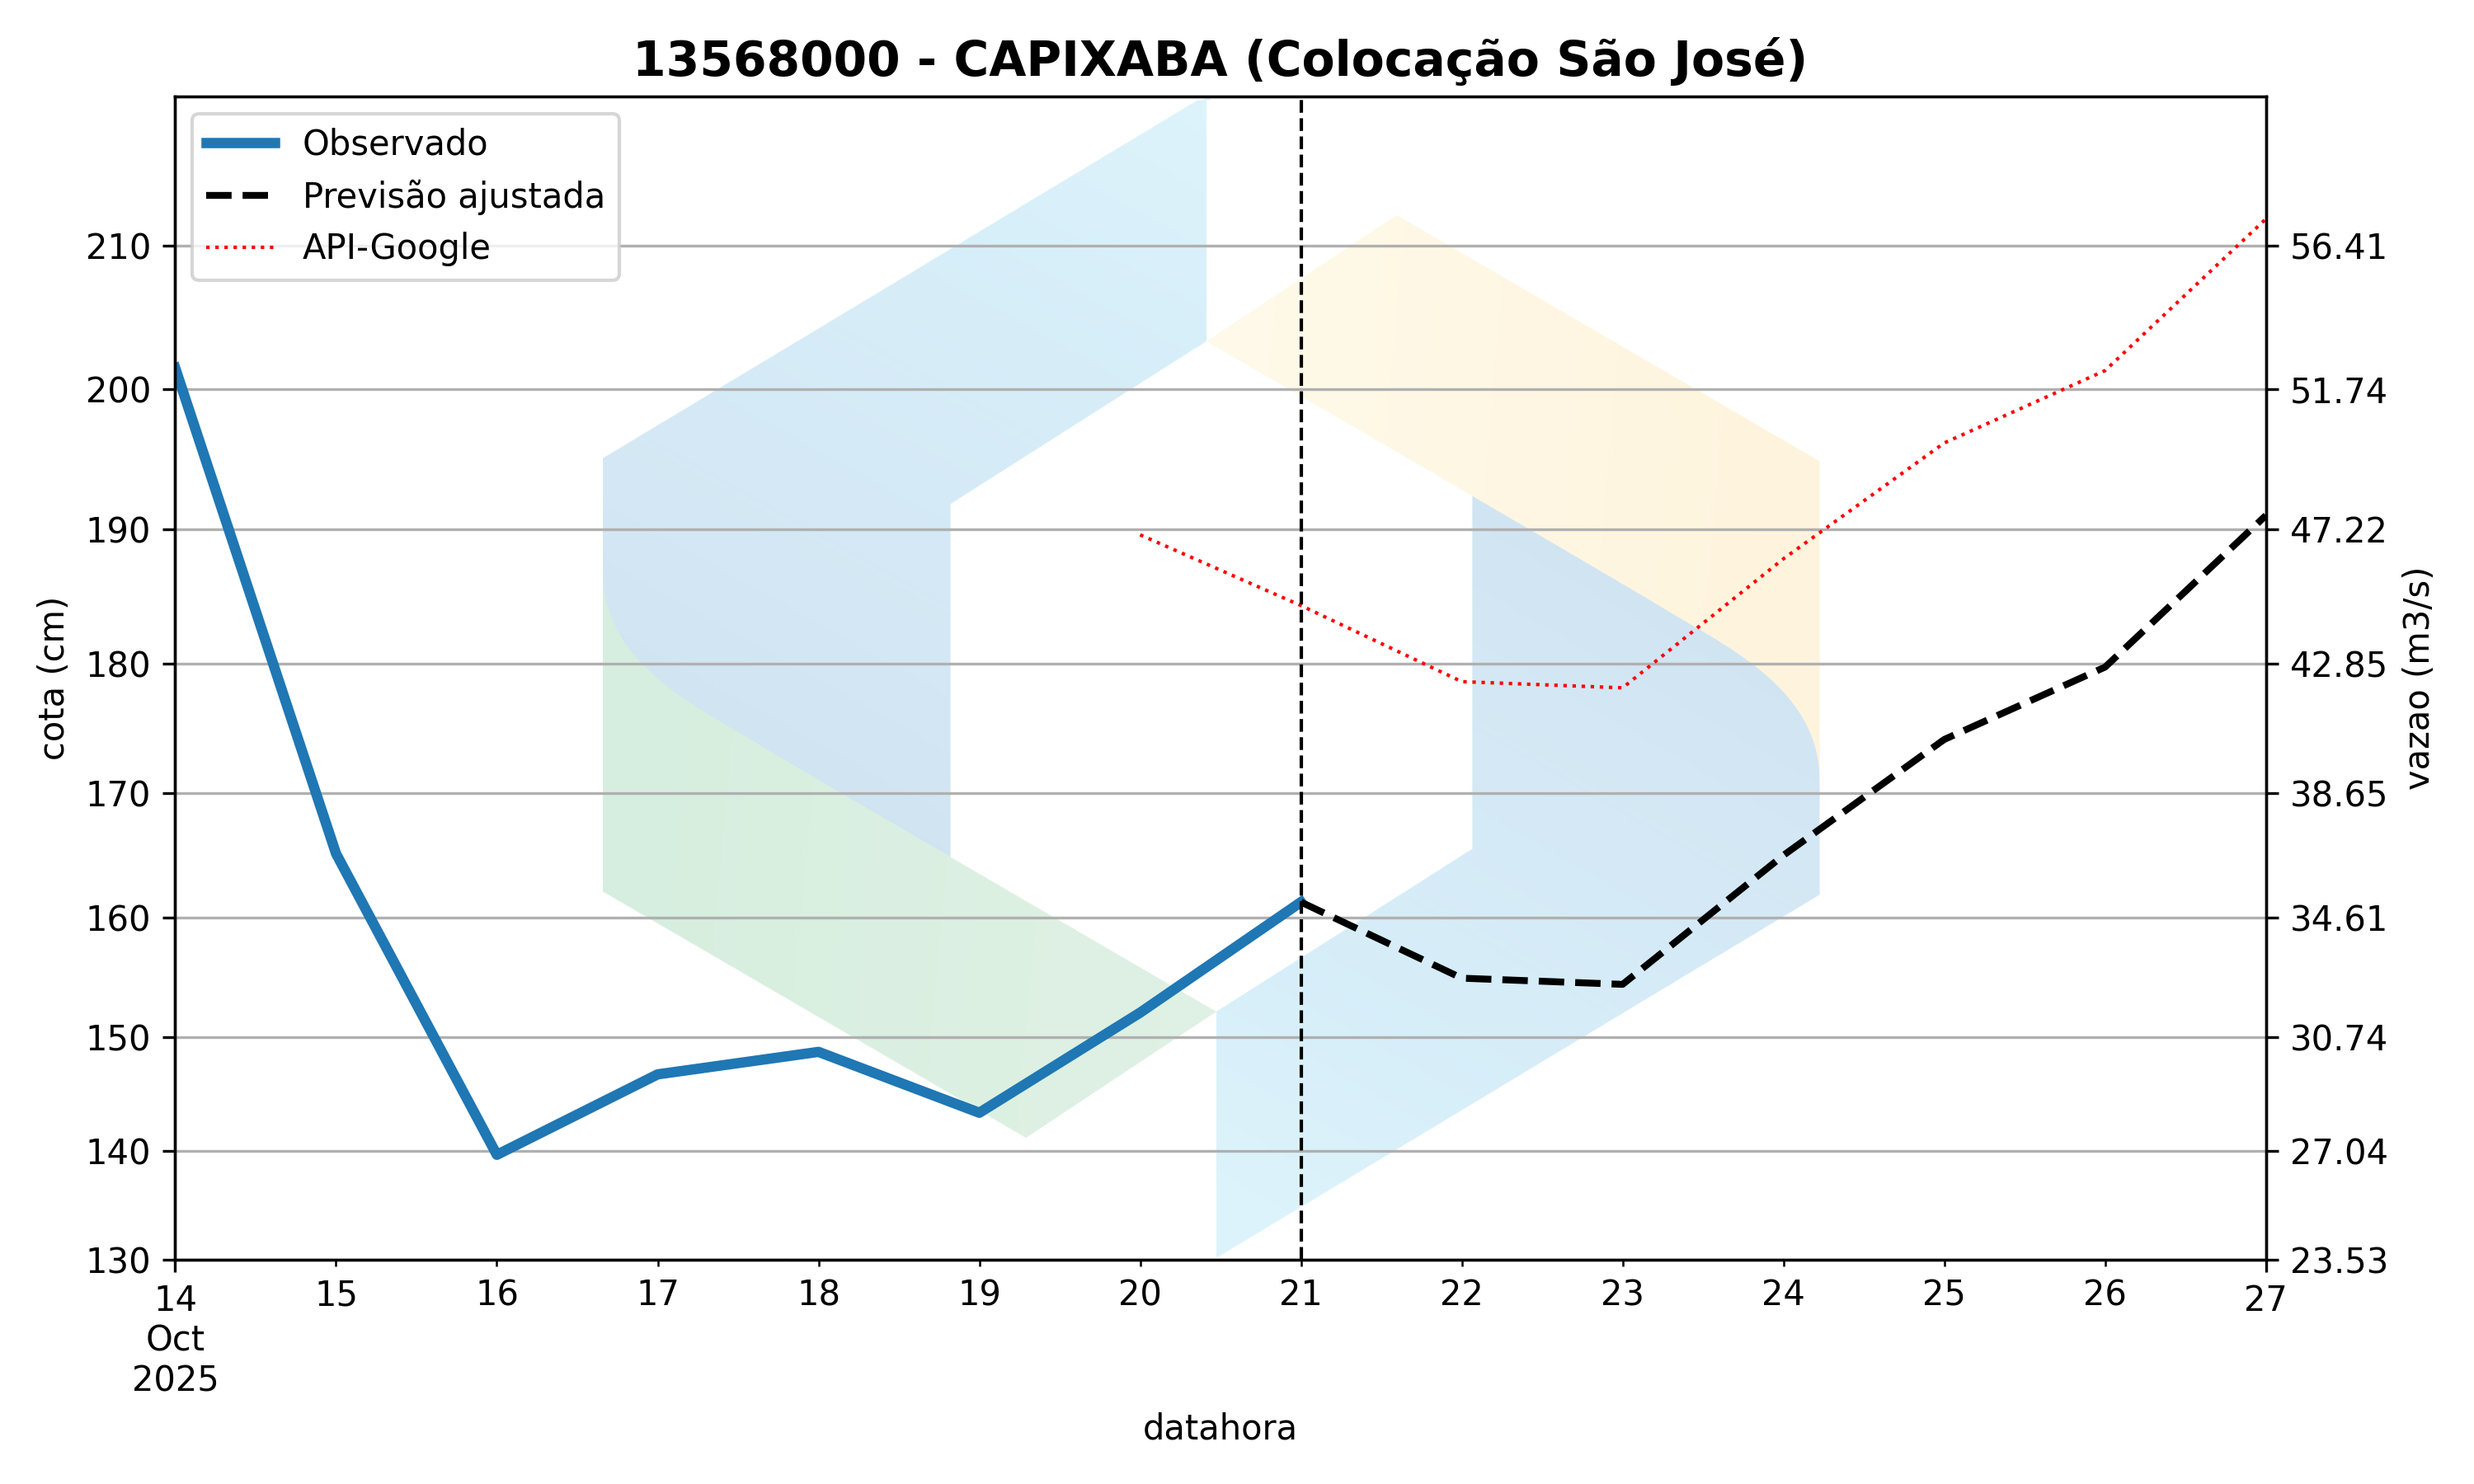 13568000 - CAPIXABA (Colocação São José)
Observado
Previsão ajustada
API-Google
210
200
190
180
170
160
150
140
130
cota (cm)
56.41
51.74
47.22
42.85
38.65
34.61
30.74
27.04
23.53
vazao (m3/s)
14 15 16 17 18 19 20 21 22 23 24 25 26 27
Oct
2025
datahora